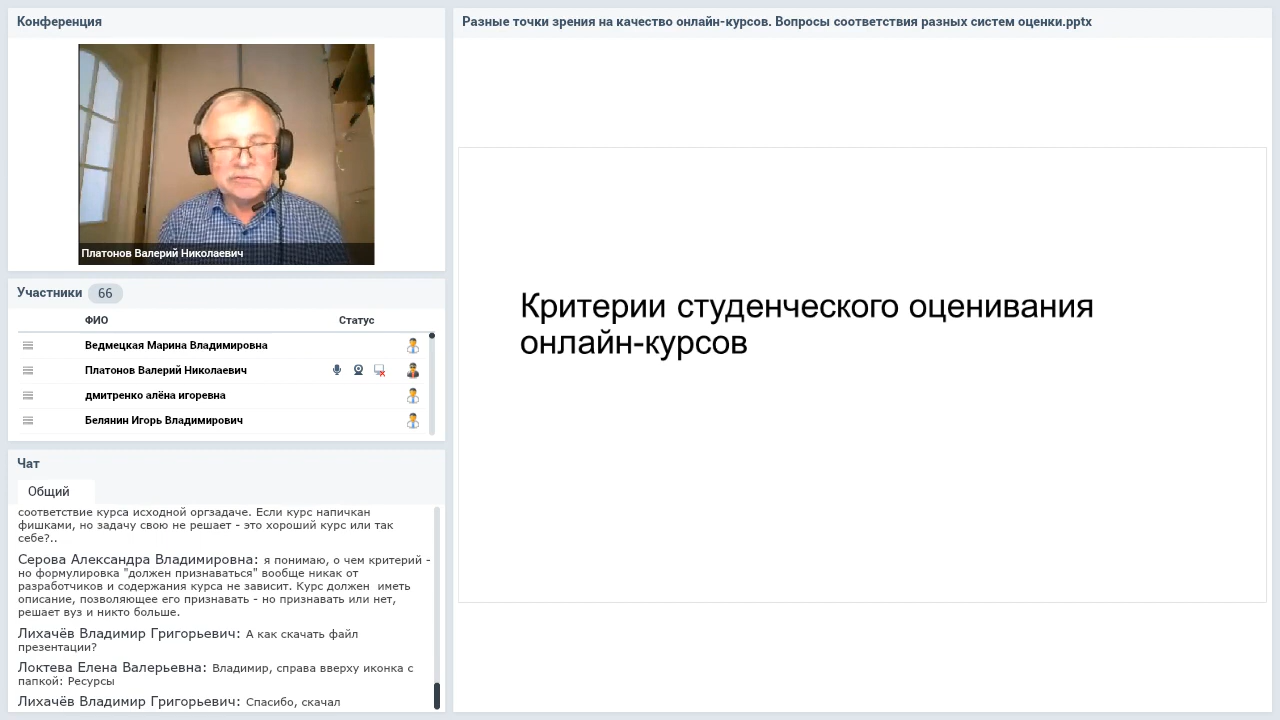 Конференция
Платонов Валерий Николаевич
Участники 66
ФИО Статус
Ведмецкая Марина Владимировна
Платонов Валерий Николаевич
дмитренко алёна игоревна
Белянин Игорь Владимирович
Чат
Общий
соответствие курса исходной оргзадаче. Если курс напичкан
фишками, но задачу свою не решает - это хороший курс или так
себе?..
Серова Александра Владимировна: я понимаю, о чем критерий -
но формулировка "должен признаваться" вообще никак от
разработчиков и содержания курса не зависит. Курс должен  иметь
описание, позволяющее его признавать - но признавать или нет,
решает вуз и никто больше.
Лихачёв Владимир Григорьевич: А как скачать файл
презентации?
Локтева Елена Валерьевна: Владимир, справа вверху иконка с
папкой: Ресурсы
Лихачёв Владимир Григорьевич: Спасибо, скачал
Разные точки зрения на качество онлайн-курсов. Вопросы соответствия разных систем оценки.pptx
Критерии студенческого оценивания
онлайн-курсов